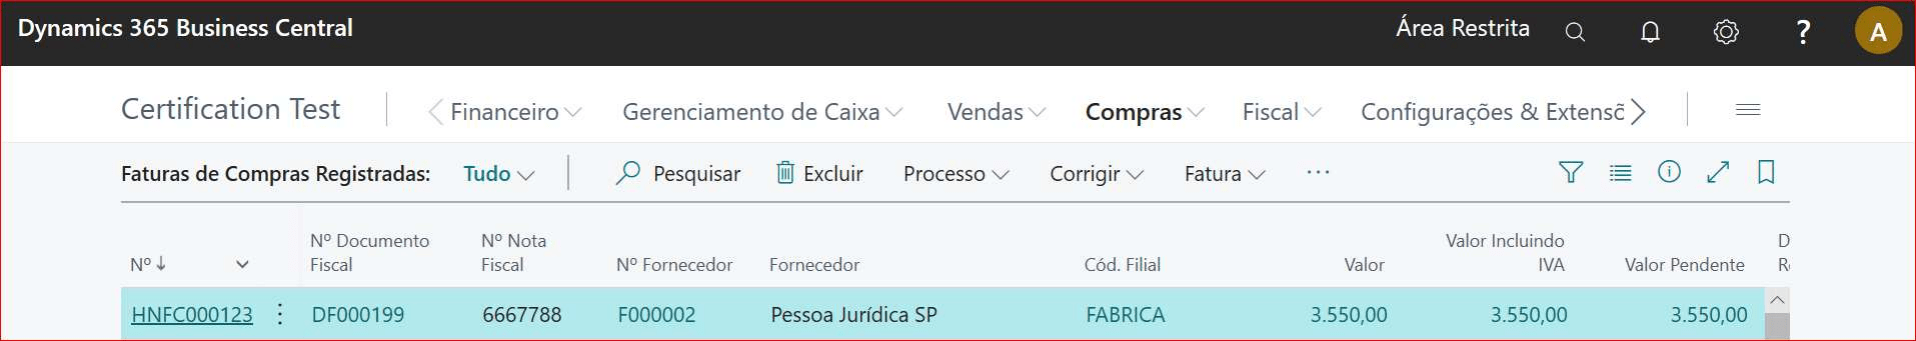 Dynamics 365 Business Central Área Restrita ? A
Certification Test Financeiro Gerenciamento de Caixa Vendas Compras Fiscal Configurações & Extensõ
Faturas de Compras Registradas: Tudo Pesquisar Excluir Processo Corrigir Fatura ...
Nº ↓ Nº Documento Fiscal Nº Nota Fiscal Nº Fornecedor Fornecedor Cód. Filial Valor Valor Incluindo IVA Valor Pendente D R
HNFC000123 DF000199 6667788 F000002 Pessoa Jurídica SP FABRICA 3.550,00 3.550,00 3.550,00